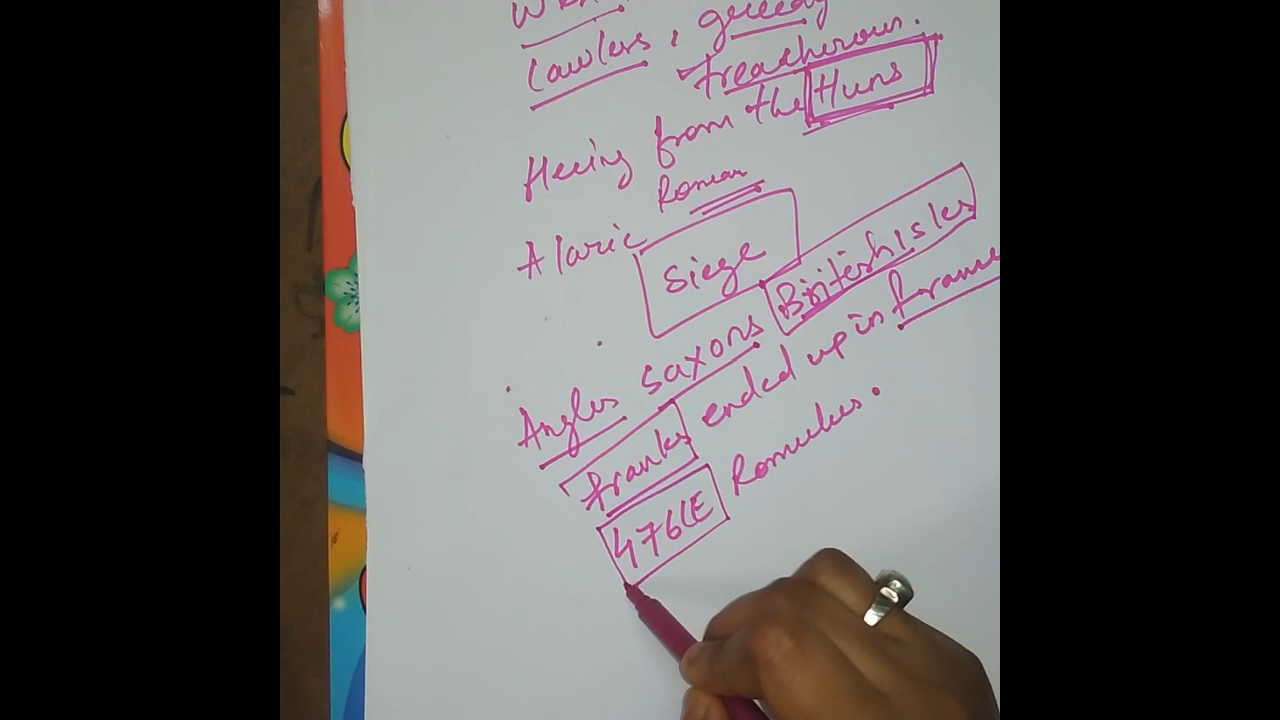 Lawless, greedy
Treacherous.
fleeing from the Huns
Roman
Alaric Siege
Angles saxons British Isles
franks ended up in france
476CE Romulus.